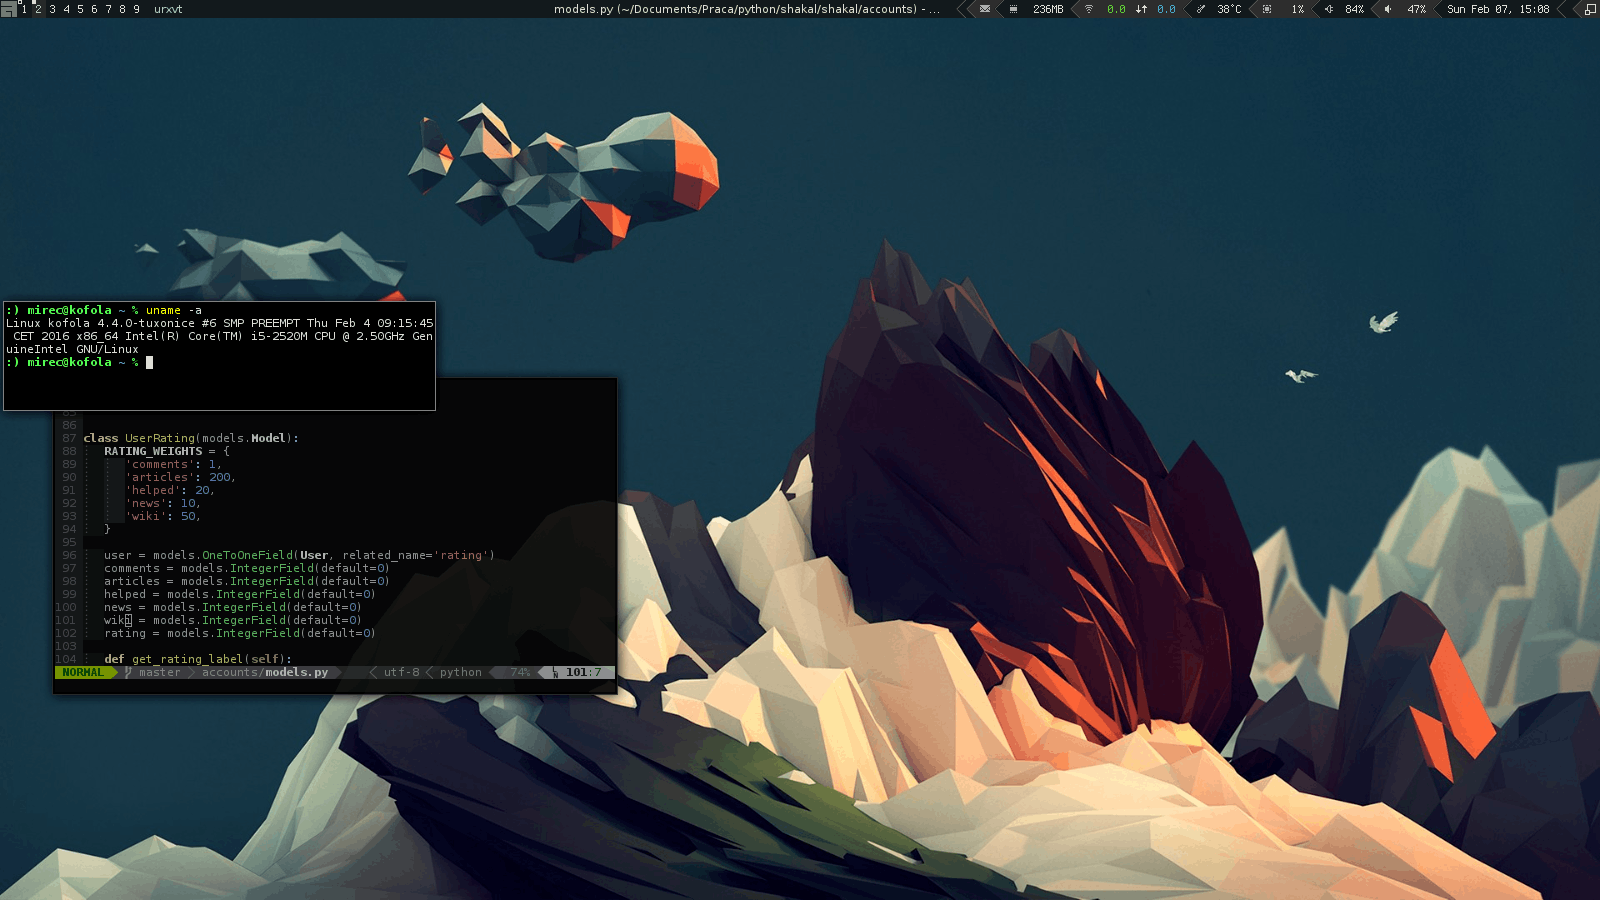 1 2 3 4 5 6 7 8 9 urxvt models.py (~/Documents/Praca/python/shakal/shakal/accounts) - ... 236MB 0.0 0.0 38°C 1% 84% 47% Sun Feb 07, 15:08
:) mirec@kofola ~ % uname -a
Linux kofola 4.4.0-tuxonice #6 SMP PREEMPT Thu Feb 4 09:15:45
CET 2016 x86_64 Intel(R) Core(TM) i5-2520M CPU @ 2.50GHz Gen
uineIntel GNU/Linux
:) mirec@kofola ~ %
85
86
87 class UserRating(models.Model):
88 RATING_WEIGHTS = {
89 'comments': 1,
90 'articles': 200,
91 'helped': 20,
92 'news': 10,
93 'wiki': 50,
94 }
95
96 user = models.OneToOneField(User, related_name='rating')
97 comments = models.IntegerField(default=0)
98 articles = models.IntegerField(default=0)
99 helped = models.IntegerField(default=0)
100 news = models.IntegerField(default=0)
101 wiki = models.IntegerField(default=0)
102 rating = models.IntegerField(default=0)
103
104 def get_rating_label(self):
NORMAL master accounts/models.py utf-8 python 74% LN 101:7